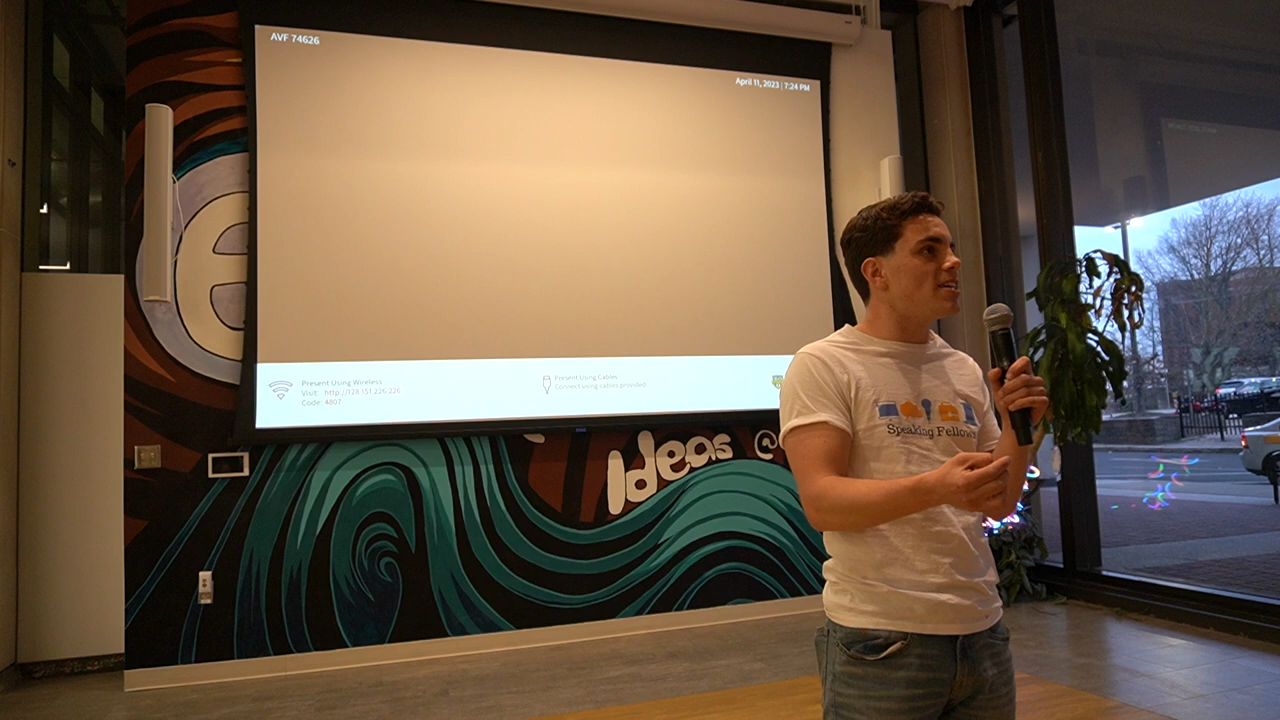 AVF 74626
April 11, 2023 | 7:24 PM
e
Present Using Wireless
Visit: http://128.151.226.226
Code: 4807
Present Using Cables
Connect using cables provided
Ideas @
Speaking Fellows